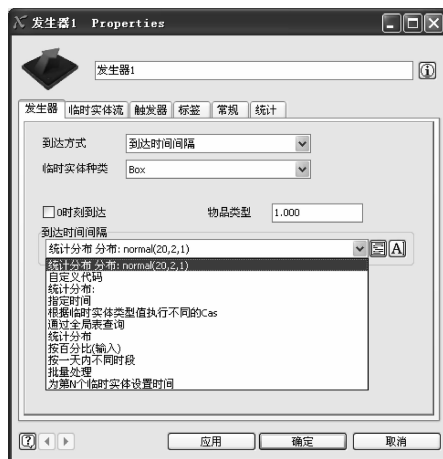 发生器1 Properties
发生器1
发生器 临时实体流 触发器 标签 常规 统计
到达方式 到达时间间隔
临时实体种类 Box
0时刻到达 物品类型 1.000
到达时间间隔
统计分布 分布: normal(20,2,1)
A
统计分布 分布: normal(20,2,1)
自定义代码
统计分布:
指定时间
根据临时实体类型值执行不同的Cas
通过全局表查询
统计分布
按百分比(输入)
按一天内不同时段
批量处理
为第N个临时实体设置时间
? 应用 确定 取消